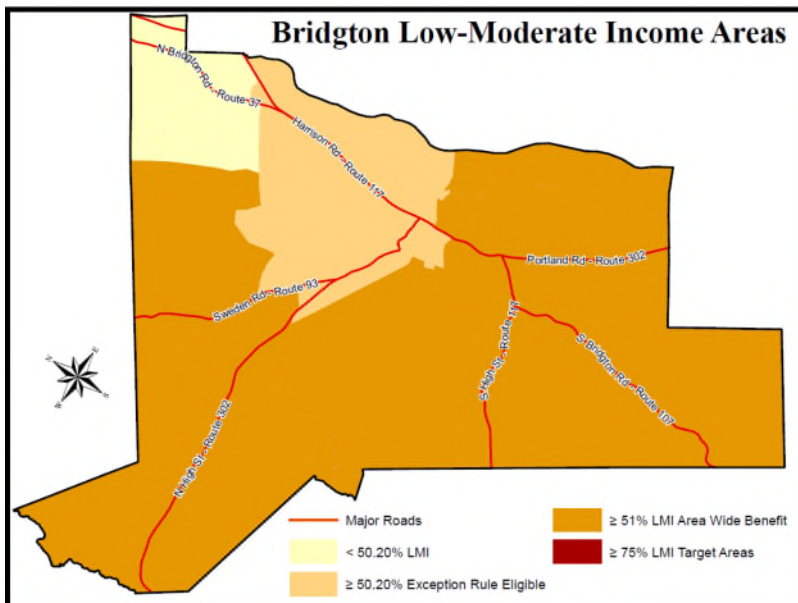 Bridgton Low-Moderate Income Areas
N Bridgton Rd - Route 37
Harrison Rd - Route 117
Portland Rd - Route 302
Sweden Rd - Route 93
S High St - Route 117
S Bridgton Rd - Route 107
N High St - Route 302
N
E
W
S
Major Roads
< 50.20% LMI
≥ 50.20% Exception Rule Eligible
≥ 51% LMI Area Wide Benefit
≥ 75% LMI Target Areas